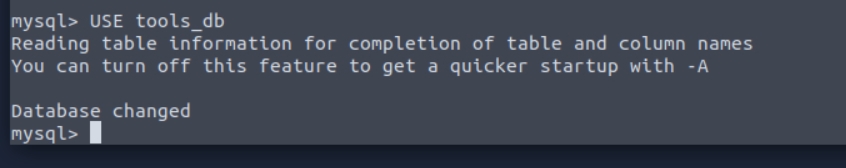 mysql> USE tools_db
Reading table information for completion of table and column names
You can turn off this feature to get a quicker startup with -A
Database changed
mysql>